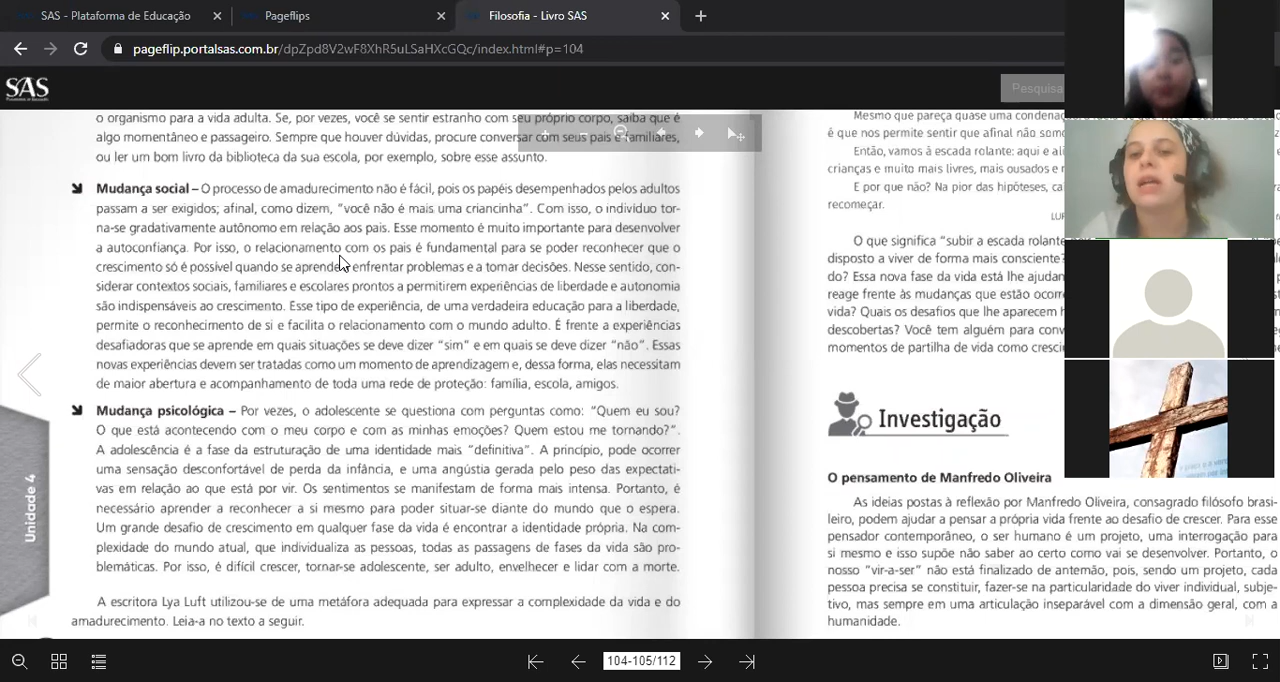 SAS - Plataforma de Educação
Pageflips
Filosofia - Livro SAS
pageflip.portalsas.com.br/dpZpd8V2wF8XhR5uLSaHXcGQc/index.html#p=104
SAS
Pesquisa
o organismo para a vida adulta. Se, por vezes, você se sentir estranho com seu próprio corpo, saiba que é
algo momentâneo e passageiro. Sempre que houver dúvidas, procure conversar com seus pais e familiares,
ou ler um bom livro da biblioteca da sua escola, por exemplo, sobre esse assunto.
Mudança social – O processo de amadurecimento não é fácil, pois os papéis desempenhados pelos adultos
passam a ser exigidos; afinal, como dizem, “você não é mais uma criancinha”. Com isso, o indivíduo tor-
na-se gradativamente autônomo em relação aos pais. Esse momento é muito importante para desenvolver
a autoconfiança. Por isso, o relacionamento com os pais é fundamental para se poder reconhecer que o
crescimento só é possível quando se aprende enfrentar problemas e a tomar decisões. Nesse sentido, con-
siderar contextos sociais, familiares e escolares prontos a permitirem experiências de liberdade e autonomia
são indispensáveis ao crescimento. Esse tipo de experiência, de uma verdadeira educação para a liberdade,
permite o reconhecimento de si e facilita o relacionamento com o mundo adulto. É frente a experiências
desafiadoras que se aprende em quais situações se deve dizer “sim” e em quais se deve dizer “não”. Essas
novas experiências devem ser tratadas como um momento de aprendizagem e, dessa forma, elas necessitam
de maior abertura e acompanhamento de toda uma rede de proteção: família, escola, amigos.
Mudança psicológica – Por vezes, o adolescente se questiona com perguntas como: “Quem eu sou?
O que está acontecendo com o meu corpo e com as minhas emoções? Quem estou me tornando?”.
A adolescência é a fase da estruturação de uma identidade mais “definitiva”. A princípio, pode ocorrer
uma sensação desconfortável de perda da infância, e uma angústia gerada pelo peso das expectati-
vas em relação ao que está por vir. Os sentimentos se manifestam de forma mais intensa. Portanto, é
necessário aprender a reconhecer a si mesmo para poder situar-se diante do mundo que o espera.
Um grande desafio de crescimento em qualquer fase da vida é encontrar a identidade própria. Na com-
plexidade do mundo atual, que individualiza as pessoas, todas as passagens de fases da vida são pro-
blemáticas. Por isso, é difícil crescer, tornar-se adolescente, ser adulto, envelhecer e lidar com a morte.
A escritora Lya Luft utilizou-se de uma metáfora adequada para expressar a complexidade da vida e do
amadurecimento. Leia-a no texto a seguir.
Unidade 4
Mesmo que pareça quase uma condenaç
é que nos permite sentir que afinal não somo
Então, vamos à escada rolante: aqui e ali
crianças e muito mais livres, mais ousados e m
E por que não? Na pior das hipóteses, caí
recomeçar.
O que significa “subir a escada rolante
disposto a viver de forma mais consciente?
do? Essa nova fase da vida está lhe ajudan
reage frente às mudanças que estão ocorre
vida? Quais os desafios que lhe aparecem h
descobertas? Você tem alguém para conv
momentos de partilha de vida como cresci
Investigação
O pensamento de Manfredo Oliveira
As ideias postas à reflexão por Manfredo Oliveira, consagrado filósofo brasi-
leiro, podem ajudar a pensar a própria vida frente ao desafio de crescer. Para esse
pensador contemporâneo, o ser humano é um projeto, uma interrogação para
si mesmo e isso supõe não saber ao certo como vai se desenvolver. Portanto, o
nosso “vir-a-ser” não está finalizado de antemão, pois, sendo um projeto, cada
pessoa precisa se constituir, fazer-se na particularidade do viver individual, subje-
tivo, mas sempre em uma articulação inseparável com a dimensão geral, com a
humanidade.
104-105/112